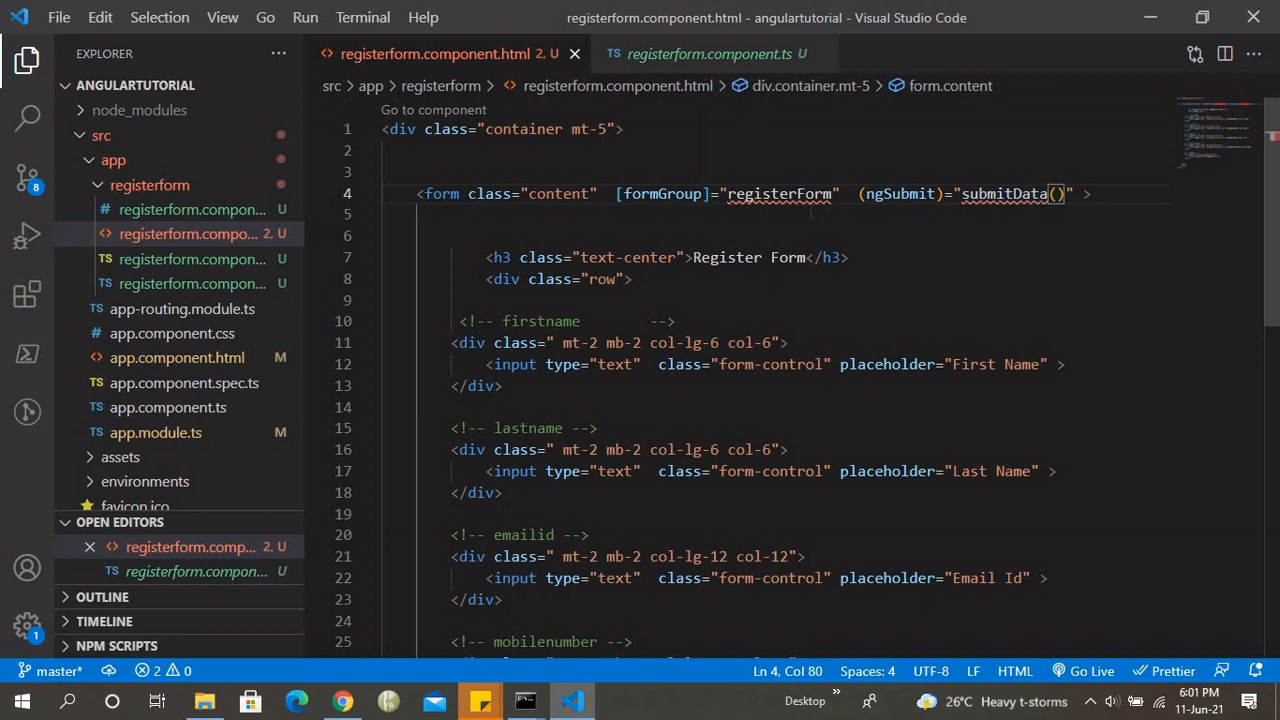 File Edit Selection View Go Run Terminal Help registerform.component.html - angulartutorial - Visual Studio Code
EXPLORER
ANGULARTUTORIAL
node_modules
src
app
registerform
# registerform.compon... U
<> registerform.compo... 2, U
TS registerform.compon... U
TS registerform.compon... U
TS app-routing.module.ts
# app.component.css
<> app.component.html M
TS app.component.spec.ts
TS app.component.ts
TS app.module.ts M
assets
environments
favicon.ico
OPEN EDITORS
<> registerform.comp... 2, U
TS registerform.compon... U
OUTLINE
TIMELINE
NPM SCRIPTS
8
1
<> registerform.component.html 2, U TS registerform.component.ts U
src > app > registerform > <> registerform.component.html > div.container.mt-5 > form.content
Go to component
1 <div class="container mt-5">
2
3
4 <form class="content" [formGroup]="registerForm" (ngSubmit)="submitData()" >
5
6
7 <h3 class="text-center">Register Form</h3>
8 <div class="row">
9
10 <!-- firstname -->
11 <div class=" mt-2 mb-2 col-lg-6 col-6">
12 <input type="text" class="form-control" placeholder="First Name" >
13 </div>
14
15 <!-- lastname -->
16 <div class=" mt-2 mb-2 col-lg-6 col-6">
17 <input type="text" class="form-control" placeholder="Last Name" >
18 </div>
19
20 <!-- emailid -->
21 <div class=" mt-2 mb-2 col-lg-12 col-12">
22 <input type="text" class="form-control" placeholder="Email Id" >
23 </div>
24
25 <!-- mobilenumber -->
master* 2 0 Ln 4, Col 80 Spaces: 4 UTF-8 LF HTML Go Live Prettier
Desktop 26°C Heavy t-storms 6:01 PM
11-Jun-21